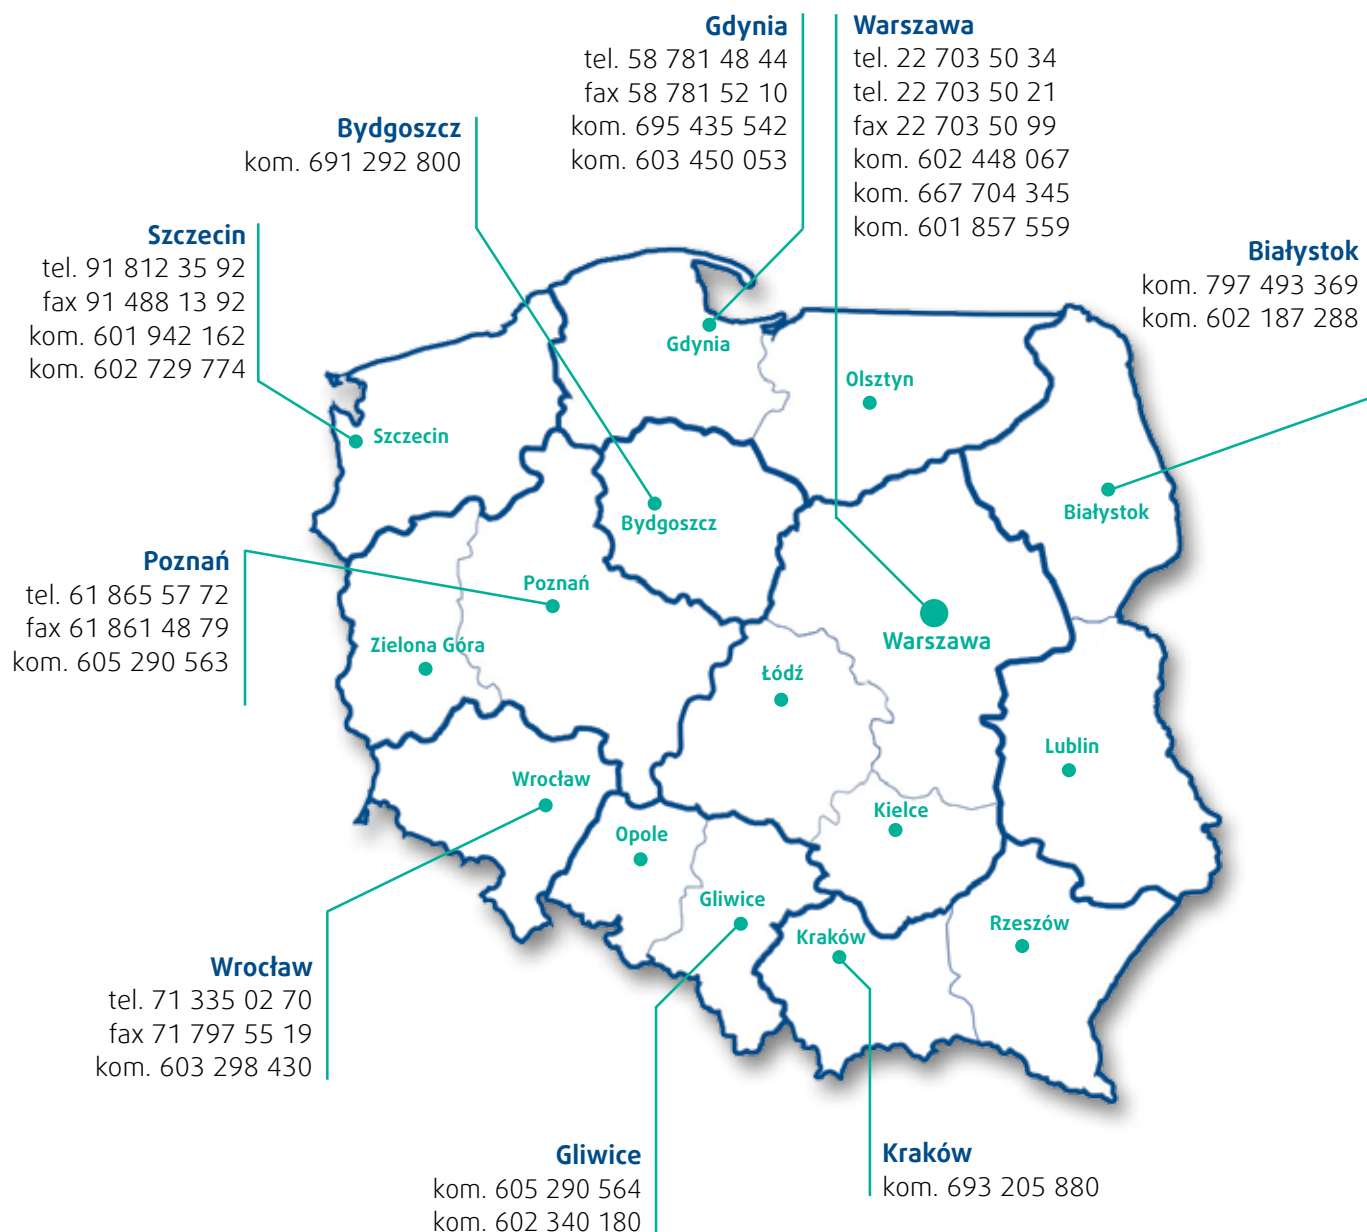 Gdynia
tel. 58 781 48 44
fax 58 781 52 10
kom. 695 435 542
kom. 603 450 053
Warszawa
tel. 22 703 50 34
tel. 22 703 50 21
fax 22 703 50 99
kom. 602 448 067
kom. 667 704 345
kom. 601 857 559
Bydgoszcz
kom. 691 292 800
Szczecin
tel. 91 812 35 92
fax 91 488 13 92
kom. 601 942 162
kom. 602 729 774
Białystok
kom. 797 493 369
kom. 602 187 288
Gdynia
Olsztyn
Szczecin
Bydgoszcz
Białystok
Poznań
tel. 61 865 57 72
fax 61 861 48 79
kom. 605 290 563
Poznań
Zielona Góra
Warszawa
Łódź
Lublin
Wrocław
Kielce
Opole
Gliwice
Kraków
Rzeszów
Wrocław
tel. 71 335 02 70
fax 71 797 55 19
kom. 603 298 430
Gliwice
kom. 605 290 564
kom. 602 340 180
Kraków
kom. 693 205 880